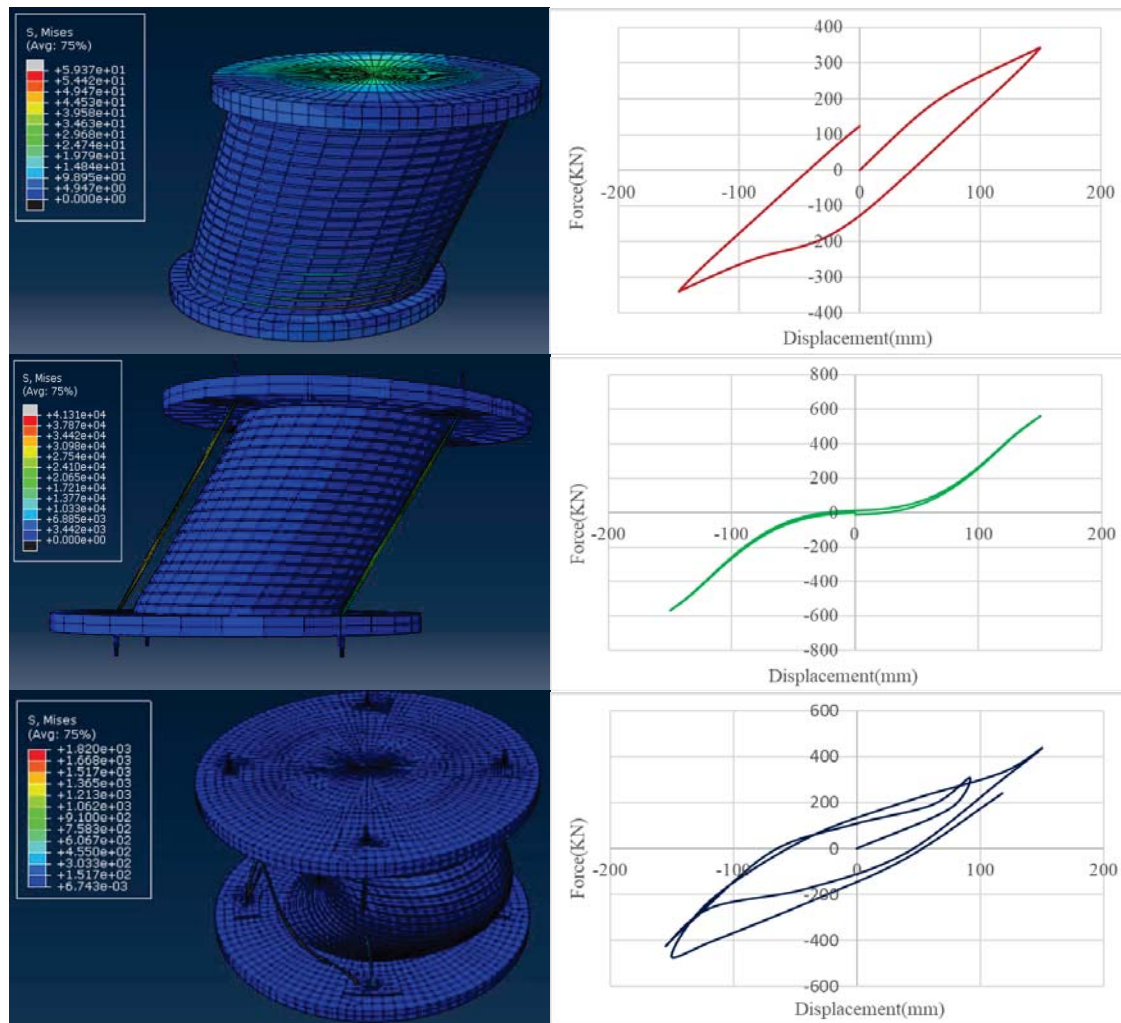 S, Mises
(Avg: 75%)
+5.937e+01
+5.442e+01
+4.947e+01
+4.453e+01
+3.958e+01
+3.463e+01
+2.968e+01
+2.474e+01
+1.979e+01
+1.484e+01
+9.895e+00
+4.947e+00
+0.000e+00
400
300
200
100
0
-100
-200
-300
-400
-200
-100
0
100
200
Force(KN)
Displacement(mm)
S, Mises
(Avg: 75%)
+4.131e+04
+3.787e+04
+3.442e+04
+3.098e+04
+2.754e+04
+2.410e+04
+2.065e+04
+1.721e+04
+1.377e+04
+1.033e+04
+6.885e+03
+3.442e+03
+0.000e+00
800
600
400
200
0
-200
-400
-600
-800
-200
-100
0
100
200
Force(KN)
Displacement(mm)
S, Mises
(Avg: 75%)
+1.820e+03
+1.668e+03
+1.517e+03
+1.365e+03
+1.213e+03
+1.062e+03
+9.100e+02
+7.583e+02
+6.067e+02
+4.550e+02
+3.033e+02
+1.517e+02
+6.743e-03
600
400
200
0
-200
-400
-600
-200
-100
0
100
200
Force(KN)
Displacement(mm)